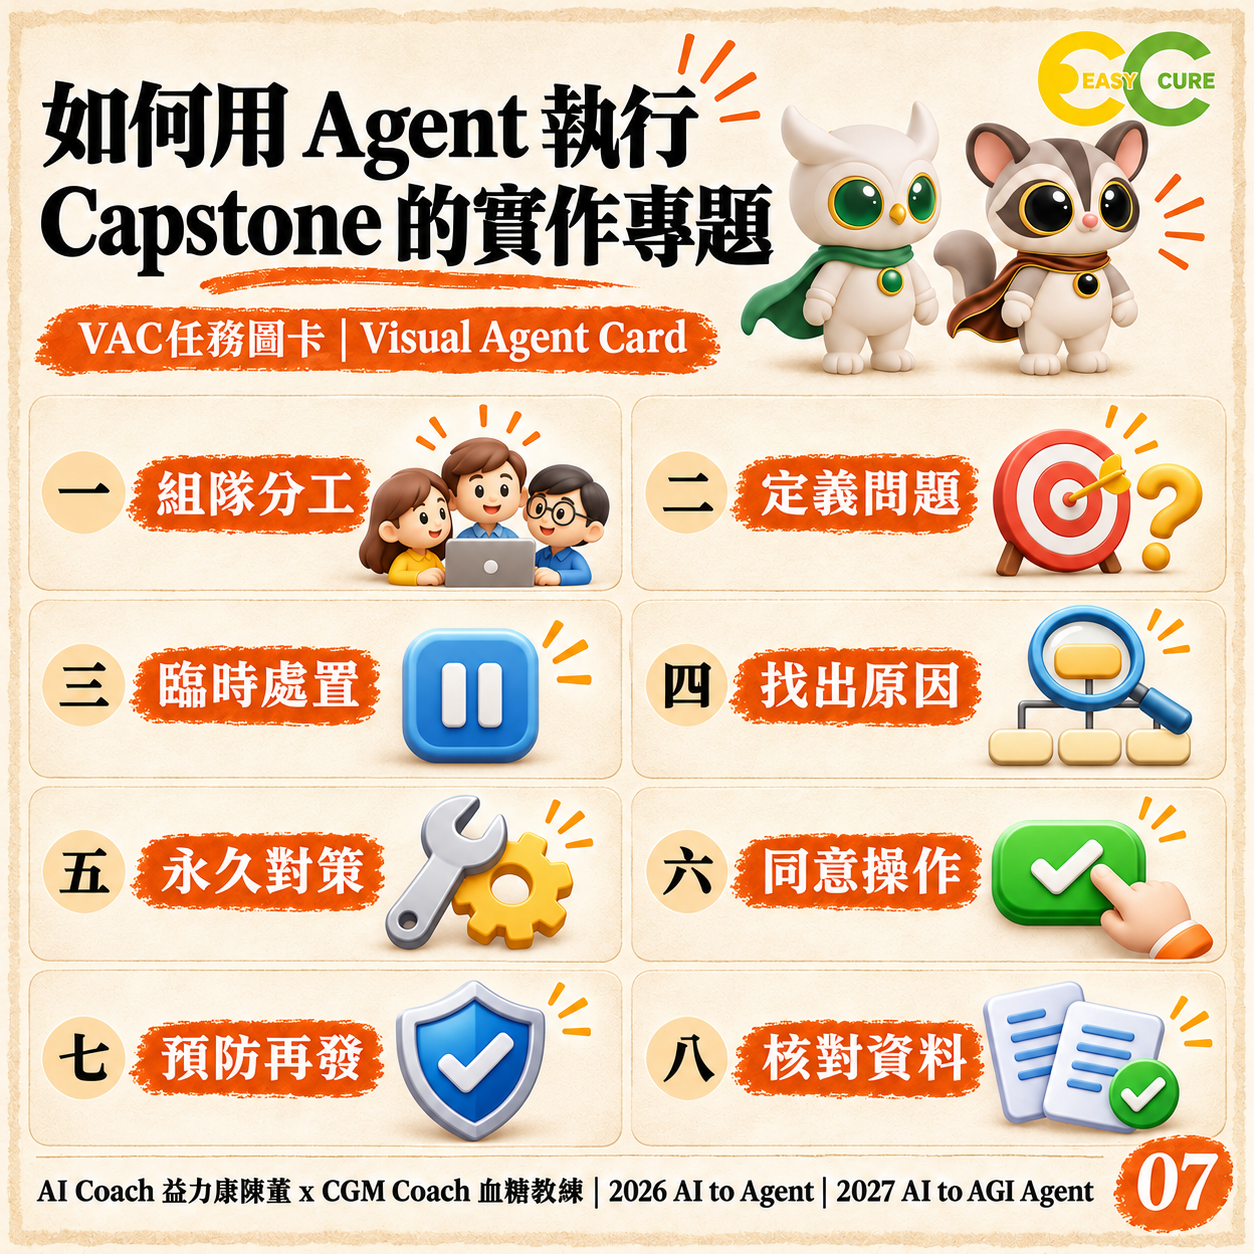 如何用 Agent 執行
EASY CURE
Capstone 的實作專題
VAC任務圖卡 | Visual Agent Card
一 組隊分工
二 定義問題
三 臨時處置
四 找出原因
五 永久對策
六 同意操作
七 預防再發
八 核對資料
AI Coach 益力康陳董 x CGM Coach 血糖教練 | 2026 AI to Agent | 2027 AI to AGI Agent
07